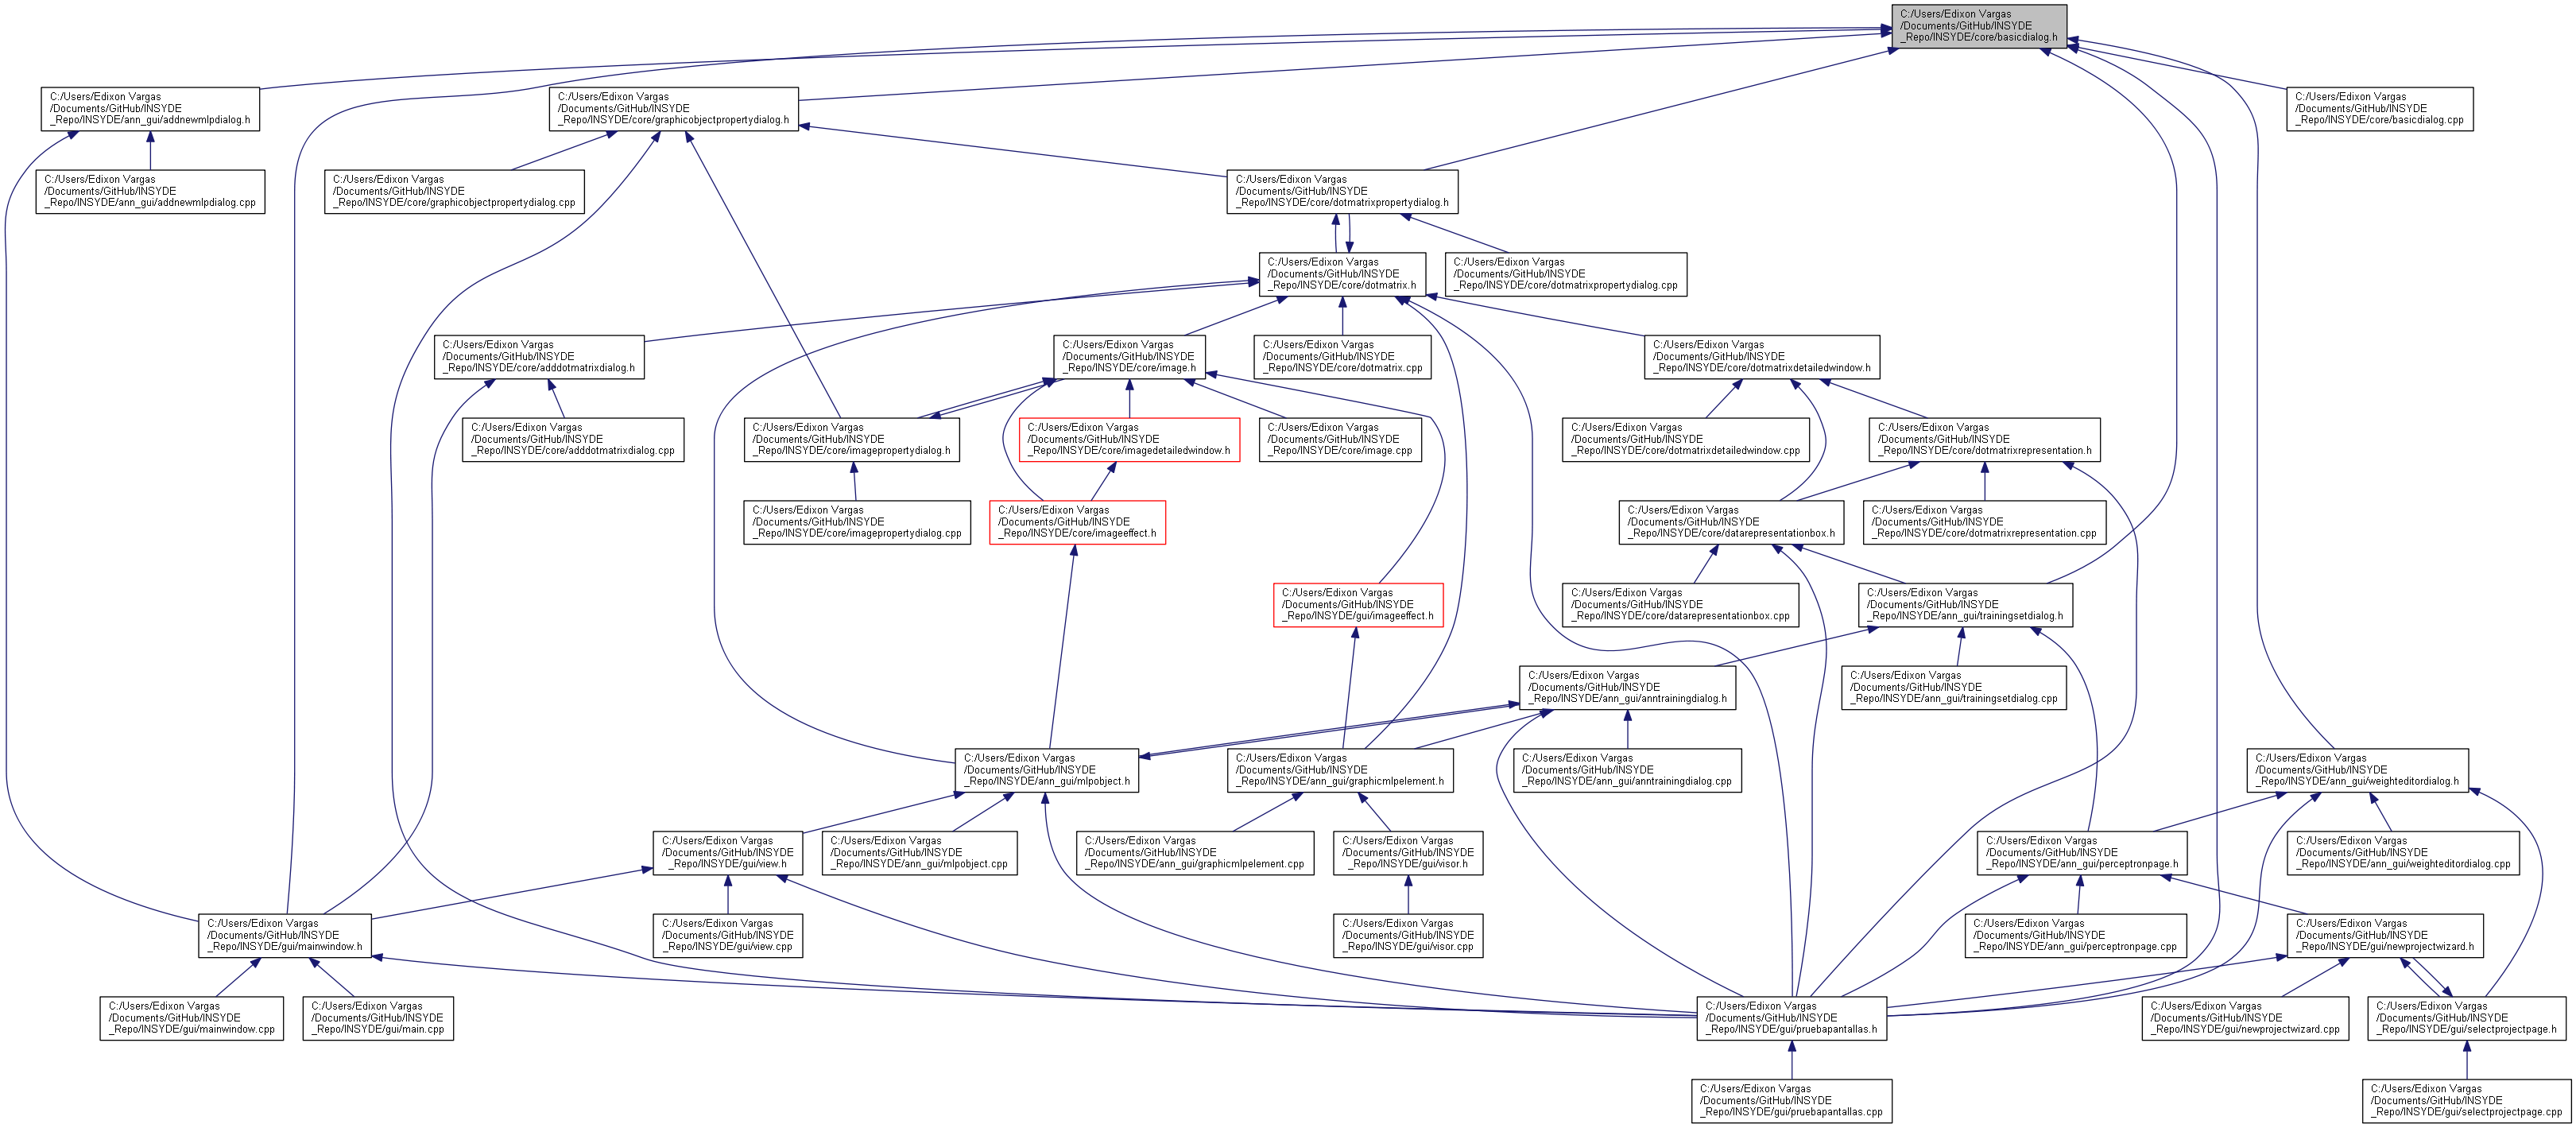 C:/Users/Edixon Vargas
/Documents/GitHub/INSYDE
_Repo/INSYDE/core/basicdialog.h
C:/Users/Edixon Vargas
/Documents/GitHub/INSYDE
_Repo/INSYDE/ann_gui/addnewmlpdialog.h
C:/Users/Edixon Vargas
/Documents/GitHub/INSYDE
_Repo/INSYDE/core/graphicobjectpropertydialog.h
C:/Users/Edixon Vargas
/Documents/GitHub/INSYDE
_Repo/INSYDE/core/basicdialog.cpp
C:/Users/Edixon Vargas
/Documents/GitHub/INSYDE
_Repo/INSYDE/ann_gui/addnewmlpdialog.cpp
C:/Users/Edixon Vargas
/Documents/GitHub/INSYDE
_Repo/INSYDE/core/graphicobjectpropertydialog.cpp
C:/Users/Edixon Vargas
/Documents/GitHub/INSYDE
_Repo/INSYDE/core/dotmatrixpropertydialog.h
C:/Users/Edixon Vargas
/Documents/GitHub/INSYDE
_Repo/INSYDE/core/dotmatrix.h
C:/Users/Edixon Vargas
/Documents/GitHub/INSYDE
_Repo/INSYDE/core/dotmatrixpropertydialog.cpp
C:/Users/Edixon Vargas
/Documents/GitHub/INSYDE
_Repo/INSYDE/core/adddotmatrixdialog.h
C:/Users/Edixon Vargas
/Documents/GitHub/INSYDE
_Repo/INSYDE/core/image.h
C:/Users/Edixon Vargas
/Documents/GitHub/INSYDE
_Repo/INSYDE/core/dotmatrix.cpp
C:/Users/Edixon Vargas
/Documents/GitHub/INSYDE
_Repo/INSYDE/core/dotmatrixdetailedwindow.h
C:/Users/Edixon Vargas
/Documents/GitHub/INSYDE
_Repo/INSYDE/core/adddotmatrixdialog.cpp
C:/Users/Edixon Vargas
/Documents/GitHub/INSYDE
_Repo/INSYDE/core/imagepropertydialog.h
C:/Users/Edixon Vargas
/Documents/GitHub/INSYDE
_Repo/INSYDE/core/imagedetailedwindow.h
C:/Users/Edixon Vargas
/Documents/GitHub/INSYDE
_Repo/INSYDE/core/image.cpp
C:/Users/Edixon Vargas
/Documents/GitHub/INSYDE
_Repo/INSYDE/core/dotmatrixdetailedwindow.cpp
C:/Users/Edixon Vargas
/Documents/GitHub/INSYDE
_Repo/INSYDE/core/dotmatrixrepresentation.h
C:/Users/Edixon Vargas
/Documents/GitHub/INSYDE
_Repo/INSYDE/core/imagepropertydialog.cpp
C:/Users/Edixon Vargas
/Documents/GitHub/INSYDE
_Repo/INSYDE/core/imageeffect.h
C:/Users/Edixon Vargas
/Documents/GitHub/INSYDE
_Repo/INSYDE/core/datarepresentationbox.h
C:/Users/Edixon Vargas
/Documents/GitHub/INSYDE
_Repo/INSYDE/core/dotmatrixrepresentation.cpp
C:/Users/Edixon Vargas
/Documents/GitHub/INSYDE
_Repo/INSYDE/gui/imageeffect.h
C:/Users/Edixon Vargas
/Documents/GitHub/INSYDE
_Repo/INSYDE/core/datarepresentationbox.cpp
C:/Users/Edixon Vargas
/Documents/GitHub/INSYDE
_Repo/INSYDE/ann_gui/trainingsetdialog.h
C:/Users/Edixon Vargas
/Documents/GitHub/INSYDE
_Repo/INSYDE/ann_gui/anntrainingdialog.h
C:/Users/Edixon Vargas
/Documents/GitHub/INSYDE
_Repo/INSYDE/ann_gui/trainingsetdialog.cpp
C:/Users/Edixon Vargas
/Documents/GitHub/INSYDE
_Repo/INSYDE/ann_gui/mlpobject.h
C:/Users/Edixon Vargas
/Documents/GitHub/INSYDE
_Repo/INSYDE/ann_gui/graphicmlpelement.h
C:/Users/Edixon Vargas
/Documents/GitHub/INSYDE
_Repo/INSYDE/ann_gui/anntrainingdialog.cpp
C:/Users/Edixon Vargas
/Documents/GitHub/INSYDE
_Repo/INSYDE/ann_gui/weighteditordialog.h
C:/Users/Edixon Vargas
/Documents/GitHub/INSYDE
_Repo/INSYDE/gui/view.h
C:/Users/Edixon Vargas
/Documents/GitHub/INSYDE
_Repo/INSYDE/ann_gui/mlpobject.cpp
C:/Users/Edixon Vargas
/Documents/GitHub/INSYDE
_Repo/INSYDE/ann_gui/graphicmlpelement.cpp
C:/Users/Edixon Vargas
/Documents/GitHub/INSYDE
_Repo/INSYDE/gui/visor.h
C:/Users/Edixon Vargas
/Documents/GitHub/INSYDE
_Repo/INSYDE/ann_gui/perceptronpage.h
C:/Users/Edixon Vargas
/Documents/GitHub/INSYDE
_Repo/INSYDE/ann_gui/weighteditordialog.cpp
C:/Users/Edixon Vargas
/Documents/GitHub/INSYDE
_Repo/INSYDE/gui/mainwindow.h
C:/Users/Edixon Vargas
/Documents/GitHub/INSYDE
_Repo/INSYDE/gui/view.cpp
C:/Users/Edixon Vargas
/Documents/GitHub/INSYDE
_Repo/INSYDE/gui/visor.cpp
C:/Users/Edixon Vargas
/Documents/GitHub/INSYDE
_Repo/INSYDE/ann_gui/perceptronpage.cpp
C:/Users/Edixon Vargas
/Documents/GitHub/INSYDE
_Repo/INSYDE/gui/newprojectwizard.h
C:/Users/Edixon Vargas
/Documents/GitHub/INSYDE
_Repo/INSYDE/gui/mainwindow.cpp
C:/Users/Edixon Vargas
/Documents/GitHub/INSYDE
_Repo/INSYDE/gui/main.cpp
C:/Users/Edixon Vargas
/Documents/GitHub/INSYDE
_Repo/INSYDE/gui/pruebapantallas.h
C:/Users/Edixon Vargas
/Documents/GitHub/INSYDE
_Repo/INSYDE/gui/newprojectwizard.cpp
C:/Users/Edixon Vargas
/Documents/GitHub/INSYDE
_Repo/INSYDE/gui/selectprojectpage.h
C:/Users/Edixon Vargas
/Documents/GitHub/INSYDE
_Repo/INSYDE/gui/pruebapantallas.cpp
C:/Users/Edixon Vargas
/Documents/GitHub/INSYDE
_Repo/INSYDE/gui/selectprojectpage.cpp